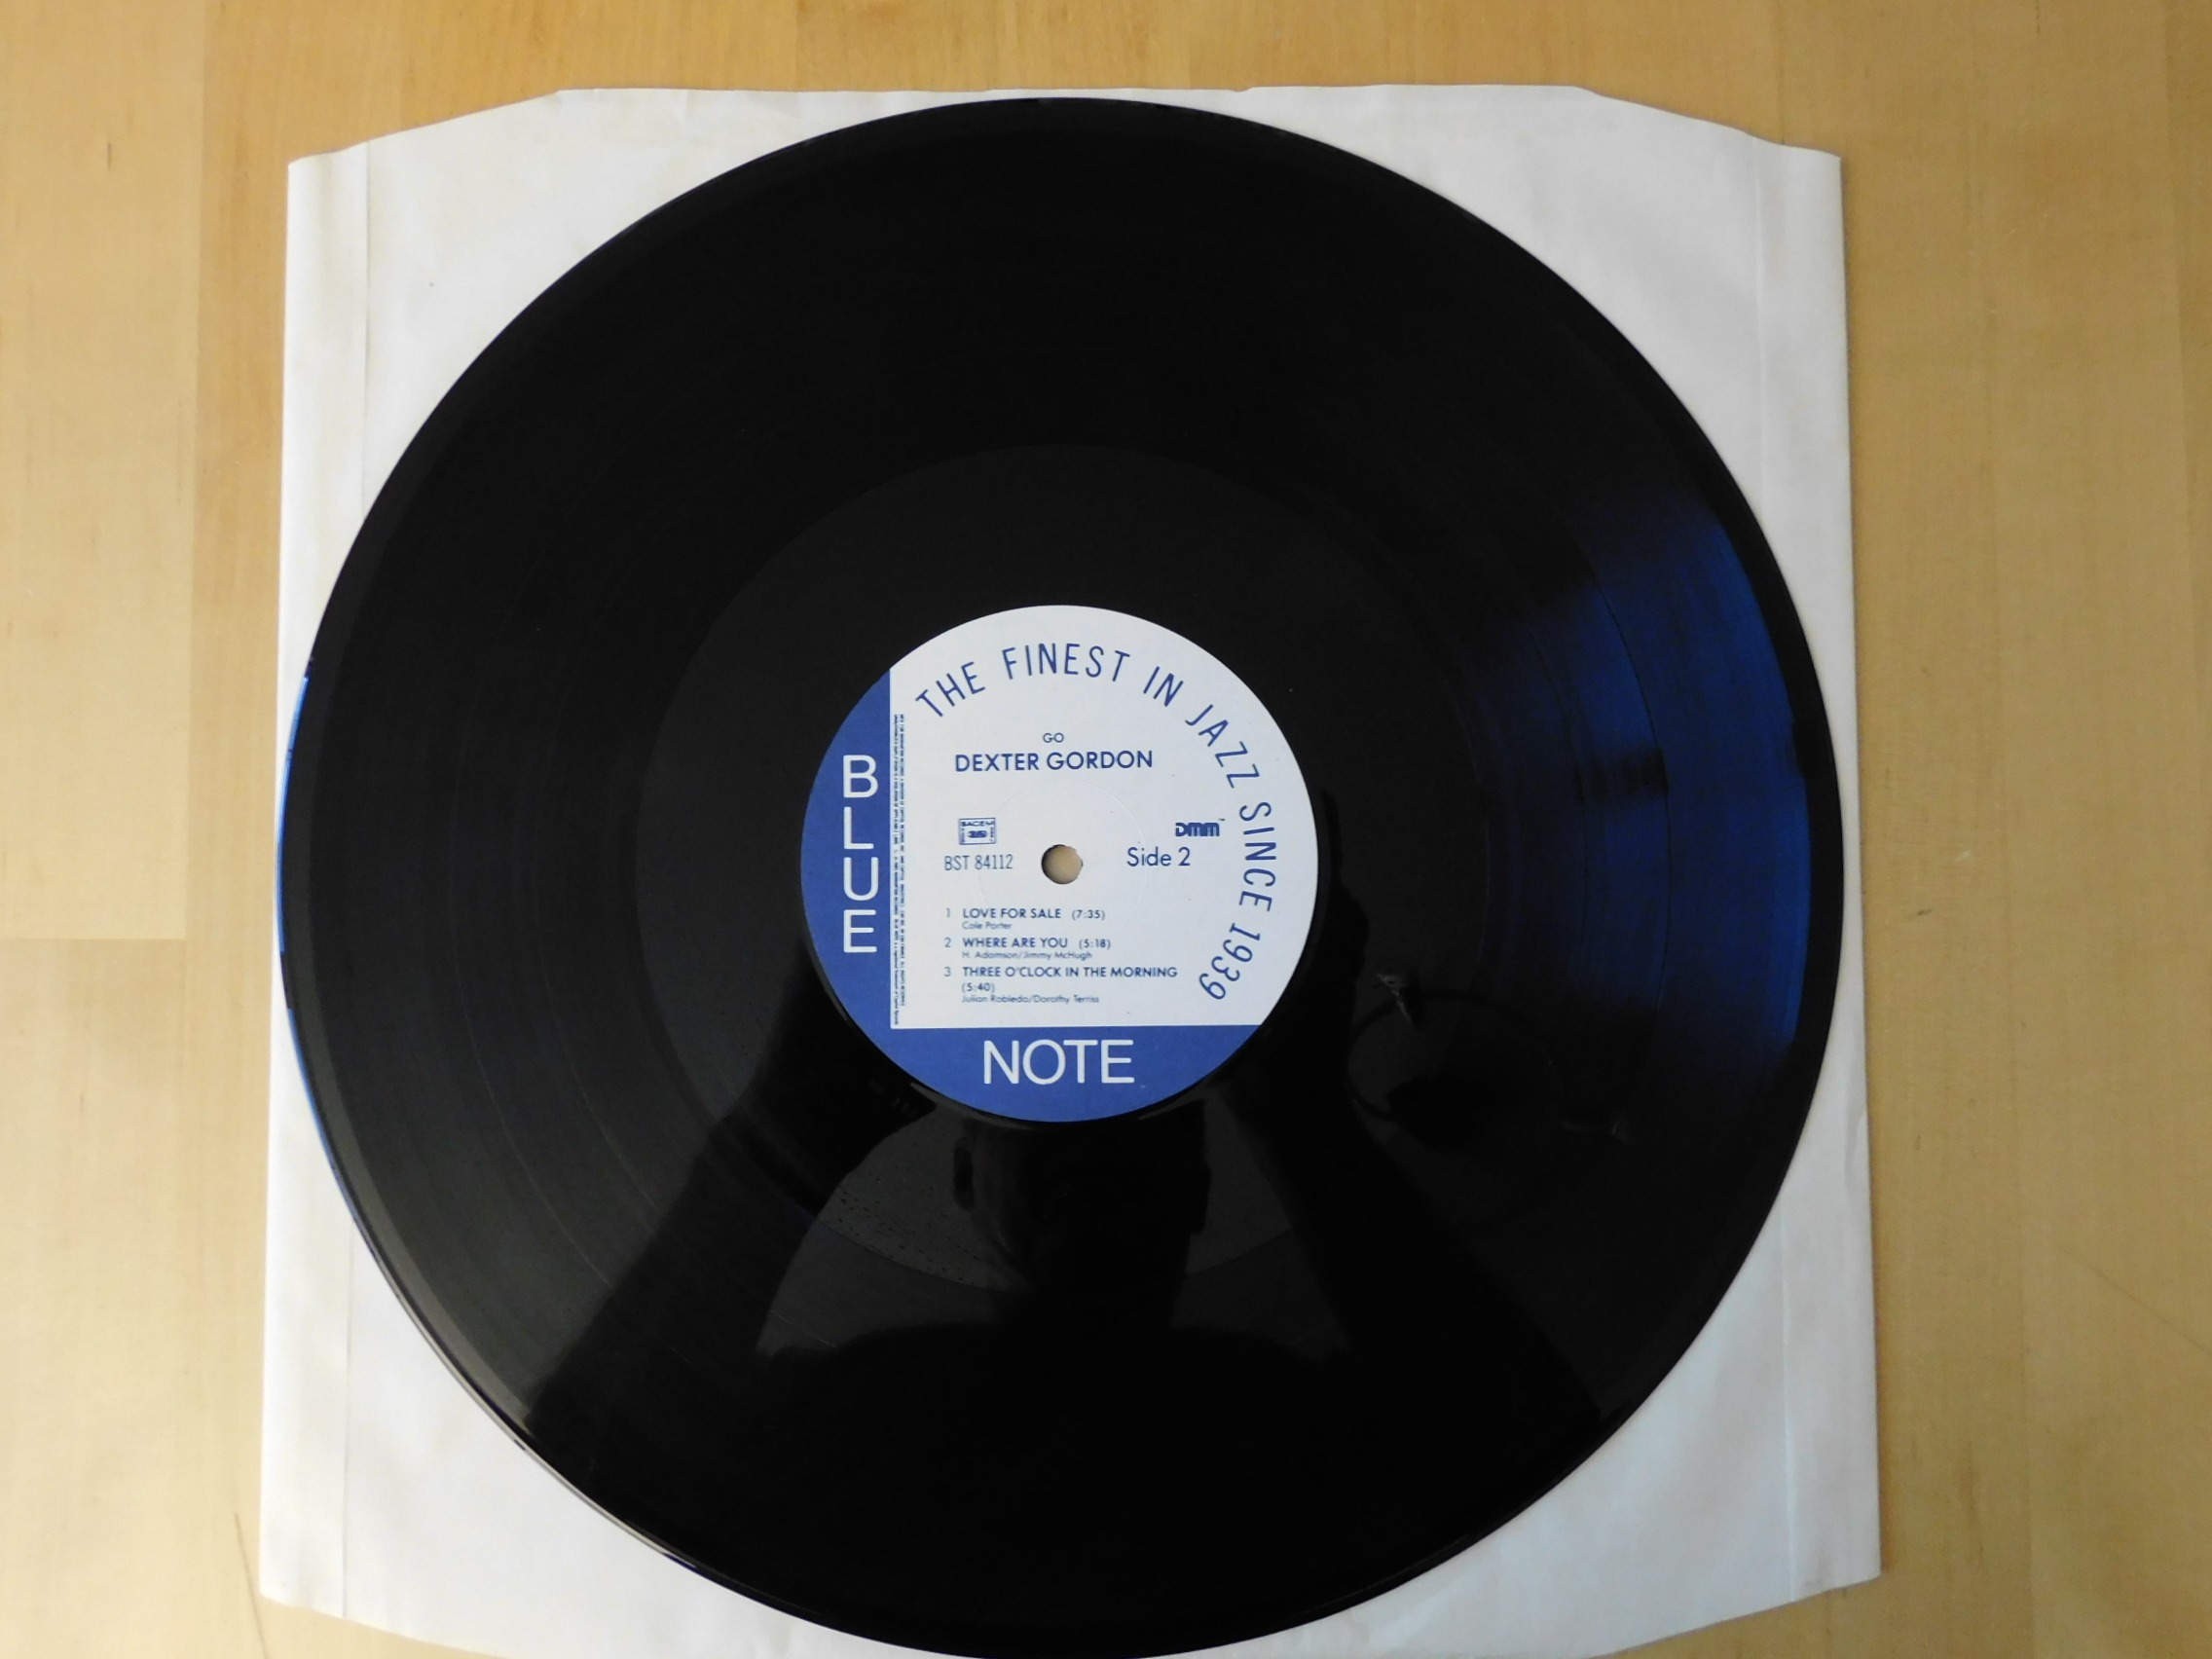 THE FINEST IN JAZZ SINCE 1939
GO
DEXTER GORDON
SACEM
DMM
BST 84112
Side 2
1 LOVE FOR SALE (7:35)
Cole Porter
2 WHERE ARE YOU (5:18)
H. Adamson/Jimmy McHugh
3 THREE O'CLOCK IN THE MORNING
(5:40)
Julian Robledo/Dorothy Terriss
BLUE
NOTE